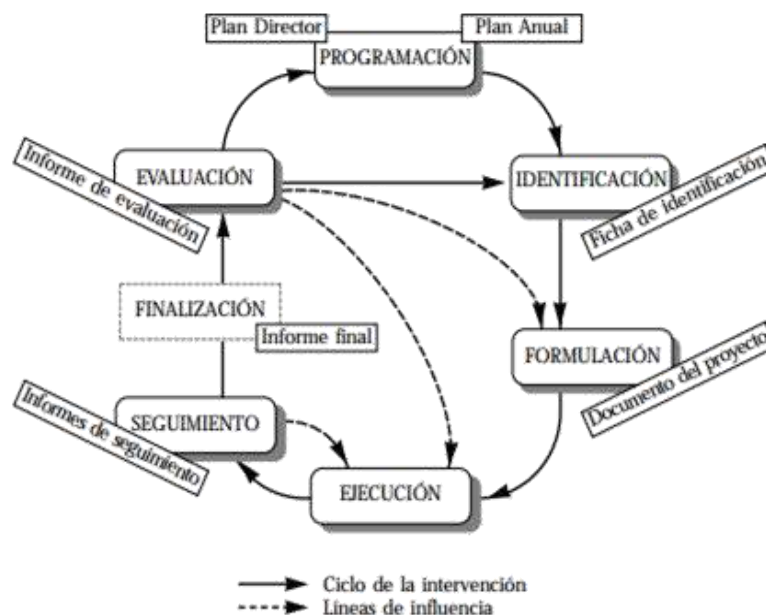 Plan Director
Plan Anual
PROGRAMACIÓN
Informe de evaluación
EVALUACIÓN
IDENTIFICACIÓN
Ficha de identificación
FINALIZACIÓN
Informe final
FORMULACIÓN
Documento del proyecto
Informes de seguimiento
SEGUIMIENTO
EJECUCIÓN
Ciclo de la intervención
Líneas de influencia